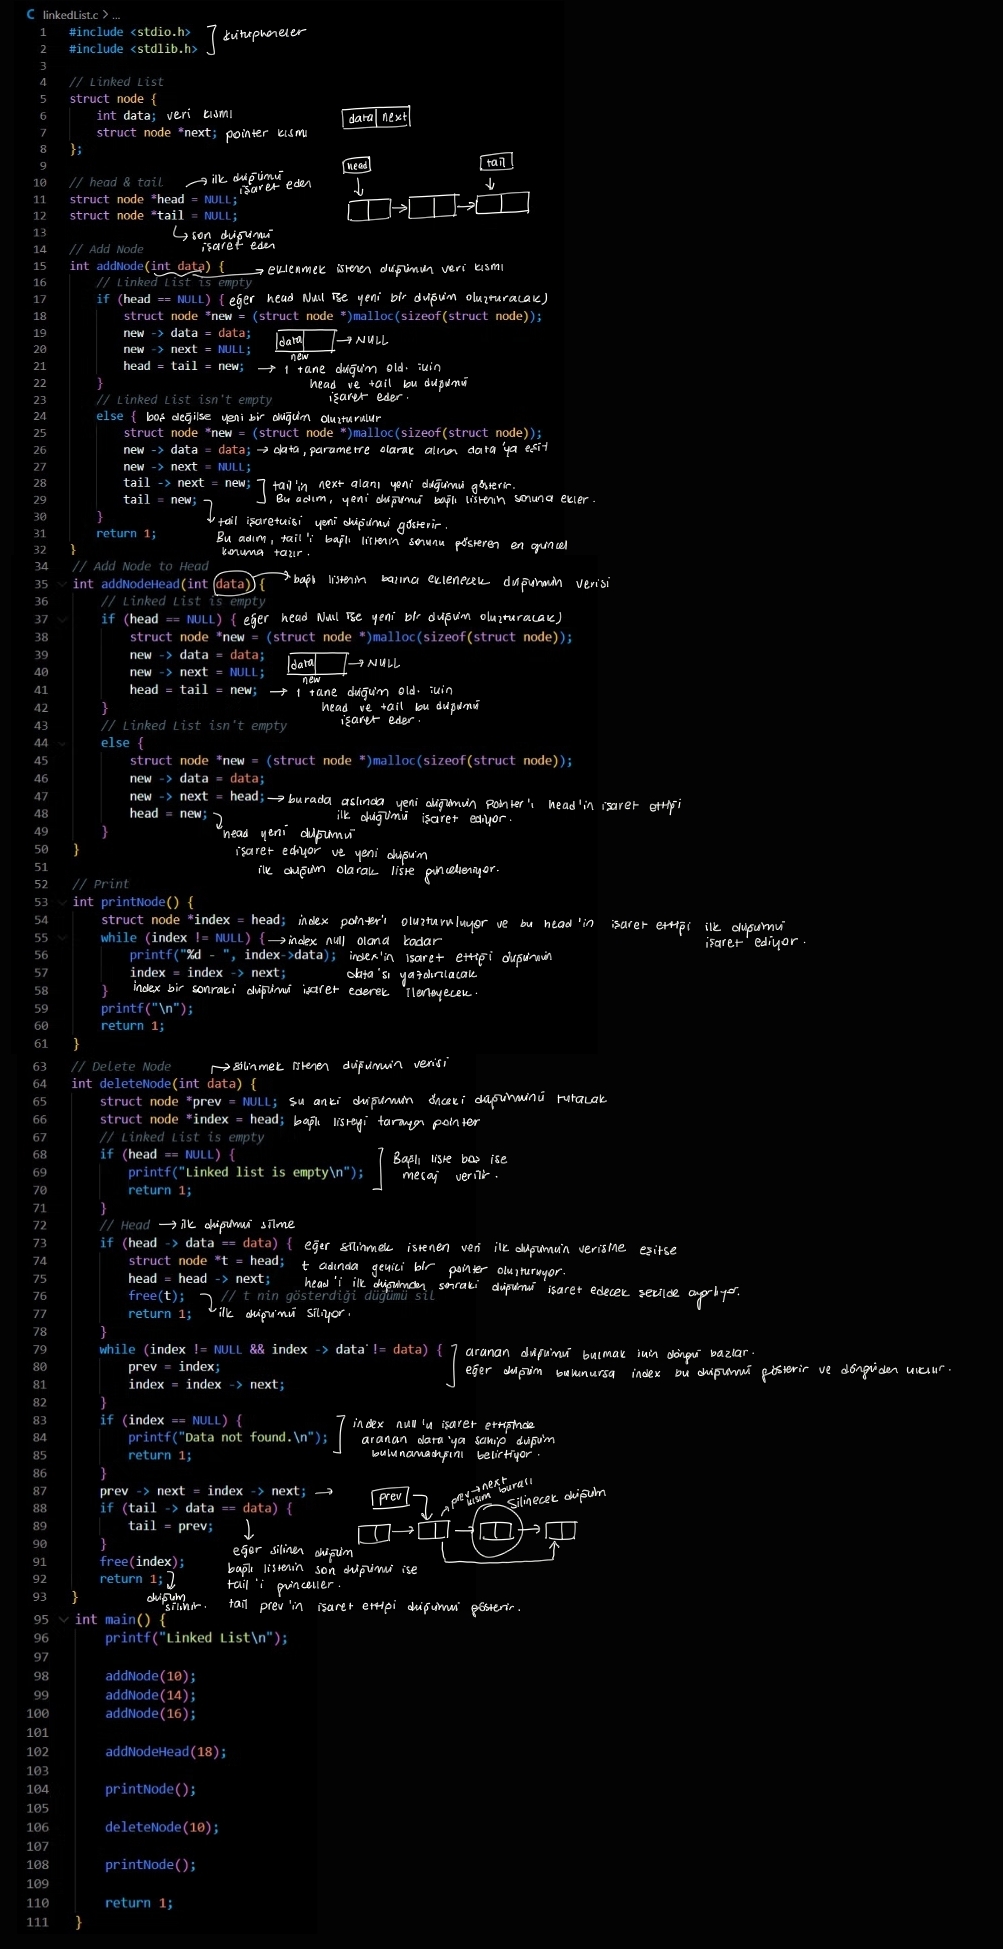 linkedList.c > ...
1 #include <stdio.h> kütüphaneler
2 #include <stdlib.h>
3
4 // Linked List
5 struct node {
6 int data; veri kısmı
data next
7 struct node *next; pointer kısmı
8 };
9
head tail
10 // head & tail → ilk düğümü işaret eden
11 struct node *head = NULL;
12 struct node *tail = NULL;
13 son düğümü işaret eden
14 // Add Node
15 int addNode(int data) { → eklenmek istenen düğümün veri kısmı
16 // Linked List is empty
17 if (head == NULL) { eğer head Null ise yeni bir düğüm oluşturacak)
18 struct node *new = (struct node *)malloc(sizeof(struct node));
19 new -> data = data; data → NULL
20 new -> next = NULL; new
21 head = tail = new; → 1 tane düğüm old. için
22 } head ve tail bu düğümü
işaret eder.
23 // Linked List isn't empty
24 else { boş değilse yeni bir düğüm oluşturulur
25 struct node *new = (struct node *)malloc(sizeof(struct node));
26 new -> data = data; → data, parametre olarak alınan data'ya eşit
27 new -> next = NULL;
28 tail -> next = new; tail'in next alanı yeni düğümü gösterir.
29 tail = new; Bu adım, yeni düğümü bağlı listenin sonuna ekler.
30 } tail işaretçisi yeni düğümü gösterir.
31 return 1; Bu adım, tail'i bağlı listenin sonunu gösteren en güncel
32 } konuma taşır.
34 // Add Node to Head
35 int addNodeHead(int data) { → bağlı listenin başına eklenecek düğümün verisi
36 // Linked List is empty
37 if (head == NULL) { eğer head Null ise yeni bir düğüm oluşturacak)
38 struct node *new = (struct node *)malloc(sizeof(struct node));
39 new -> data = data; data → NULL
40 new -> next = NULL; new
41 head = tail = new; → 1 tane düğüm old. için
42 } head ve tail bu düğümü
43 // Linked List isn't empty işaret eder.
44 else {
45 struct node *new = (struct node *)malloc(sizeof(struct node));
46 new -> data = data;
47 new -> next = head; → burada aslında yeni düğümün pointer'ı head'in işaret ettiği
48 head = new; ilk düğümü işaret ediyor.
49 } head yeni düğümü
50 } işaret ediyor ve yeni düğüm
51 ilk düğüm olarak liste güncelleniyor.
52 // Print
53 int printNode() {
54 struct node *index = head; index pointer'ı oluşturuluyor ve bu head'in işaret ettiği ilk düğümü
işaret ediyor.
55 while (index != NULL) { → index null olana kadar
56 printf("%d - ", index->data); index'in işaret ettiği düğümün
57 index = index -> next; data'sı yazdırılacak
58 } index bir sonraki düğümü işaret ederek ilerleyecek.
59 printf("\n");
60 return 1;
61 }
63 // Delete Node → silinmek istenen düğümün verisi
64 int deleteNode(int data) {
65 struct node *prev = NULL; şu anki düğümün önceki düğümünü tutacak
66 struct node *index = head; bağlı listeyi tarayan pointer
67 // Linked List is empty
68 if (head == NULL) { Bağlı liste boş ise
69 printf("Linked list is empty\n"); mesaj verilir.
70 return 1;
71 }
72 // Head → ilk düğümü silme
73 if (head -> data == data) { eğer silinmek istenen veri ilk düğümün verisine eşitse
74 struct node *t = head; t adında geçici bir pointer oluşturuyor.
75 head = head -> next; head'i ilk düğümden sonraki düğümü işaret edecek şekilde ayarlıyor.
76 free(t); // t nin gösterdiği düğümü sil
77 return 1; ilk düğümü siliyor.
78 }
79 while (index != NULL && index -> data != data) { aranan düğümü bulmak için döngü başlar.
80 prev = index; eğer düğüm bulunursa index bu düğümü gösterir ve döngüden çıkılır.
81 index = index -> next;
82 }
83 if (index == NULL) { index null'u işaret ettiğinde
84 printf("Data not found.\n"); aranan data'ya sahip düğüm
85 return 1; bulunamadığını belirtiyor.
86 }
87 prev -> next = index -> next; →
prev prev→next kısım burası silinecek düğüm
88 if (tail -> data == data) {
89 tail = prev;
90 } eğer silinen düğüm
91 free(index); bağlı listenin son düğümü ise
92 return 1; tail'i günceller.
93 } düğüm silinir. tail prev'in işaret ettiği düğümü gösterir.
95 int main() {
96 printf("Linked List\n");
97
98 addNode(10);
99 addNode(14);
100 addNode(16);
101
102 addNodeHead(18);
103
104 printNode();
105
106 deleteNode(10);
107
108 printNode();
109
110 return 1;
111 }